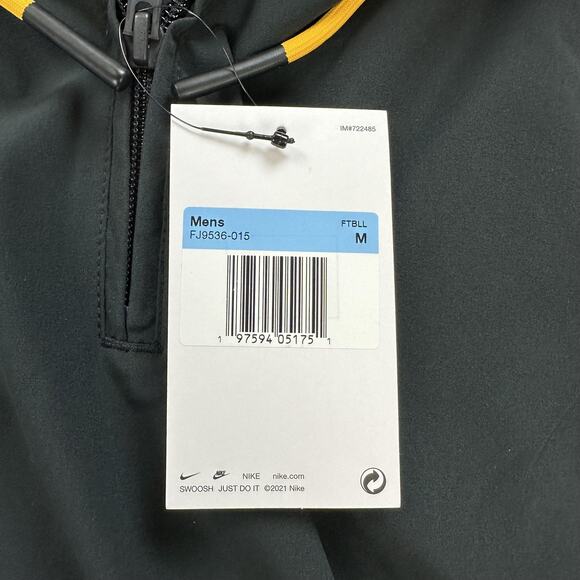 IM#722485
Mens FTBLL
FJ9536-015 M
1 97594 05175 1
NIKE NIKE nike.com
SWOOSH JUST DO IT ©2021 Nike